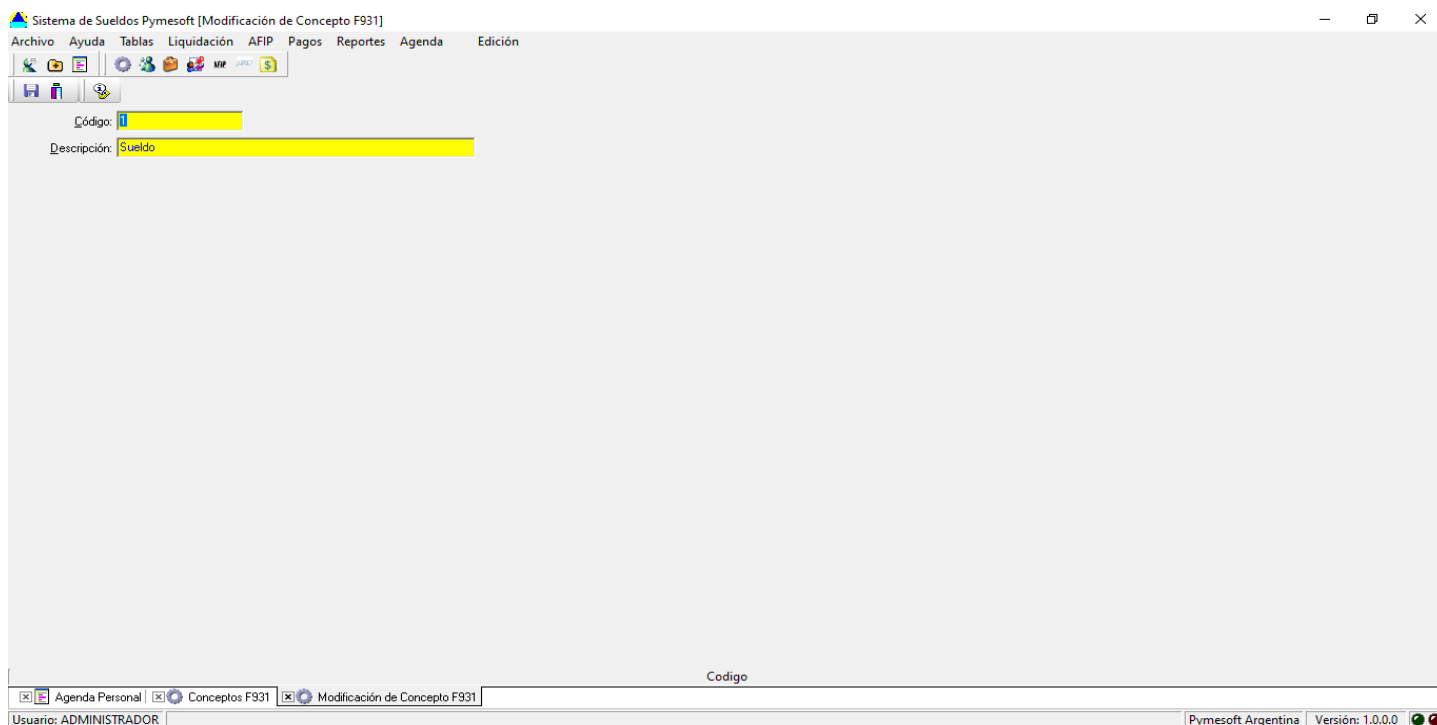 Sistema de Sueldos Pymesoft [Modificación de Concepto F931]
Archivo Ayuda Tablas Liquidación AFIP Pagos Reportes Agenda Edición
Código: 1
Descripción: Sueldo
Codigo
Agenda Personal Conceptos F931 Modificación de Concepto F931
Usuario: ADMINISTRADOR Pymesoft Argentina Versión: 1.0.0.0